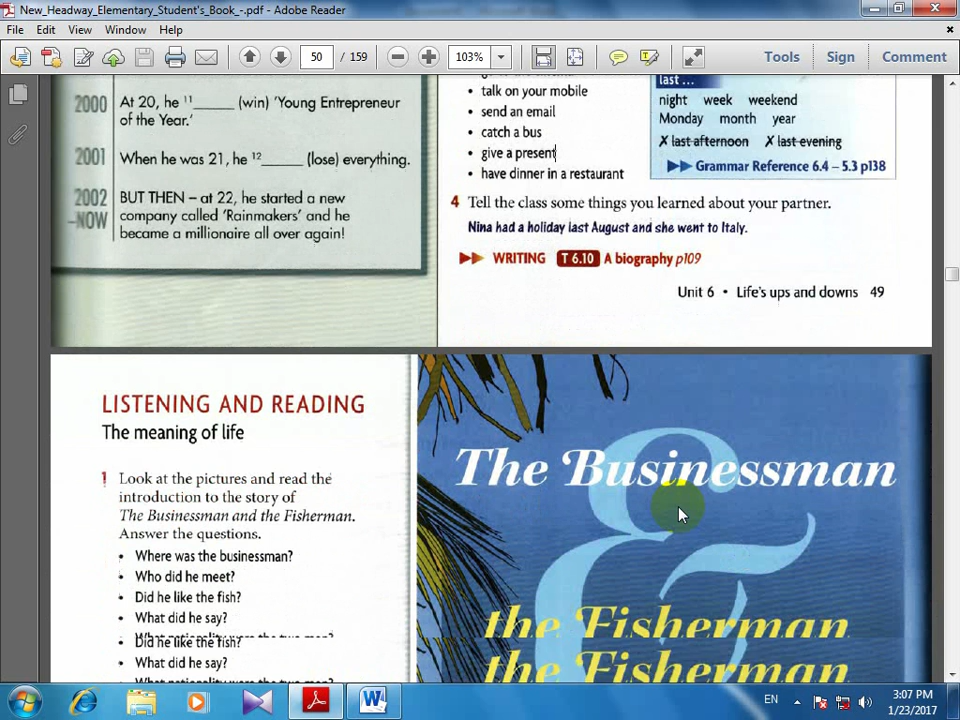 New_Headway_Elementary_Student's_Book_-.pdf - Adobe Reader
File Edit View Window Help
50 / 159
103%
Tools Sign Comment
2000 At 20, he 11_____ (win) 'Young Entrepreneur
of the Year.'
2001 When he was 21, he 12_____ (lose) everything.
2002
–NOW
BUT THEN – at 22, he started a new
company called 'Rainmakers' and he
became a millionaire all over again!
• talk on your mobile
• send an email
• catch a bus
• give a present
• have dinner in a restaurant
last ...
night week weekend
Monday month year
✗ last afternoon ✗ last evening
Grammar Reference 6.4 – 5.3 p138
4 Tell the class some things you learned about your partner.
Nina had a holiday last August and she went to Italy.
WRITING T 6.10 A biography p109
Unit 6 • Life's ups and downs 49
LISTENING AND READING
The meaning of life
1 Look at the pictures and read the
introduction to the story of
The Businessman and the Fisherman.
Answer the questions.
• Where was the businessman?
• Who did he meet?
• Did he like the fish?
• What did he say?
• Did he like the fish?
• What did he say?
The Businessman
&
the Fisherman
the Fisherman
EN
3:07 PM
1/23/2017